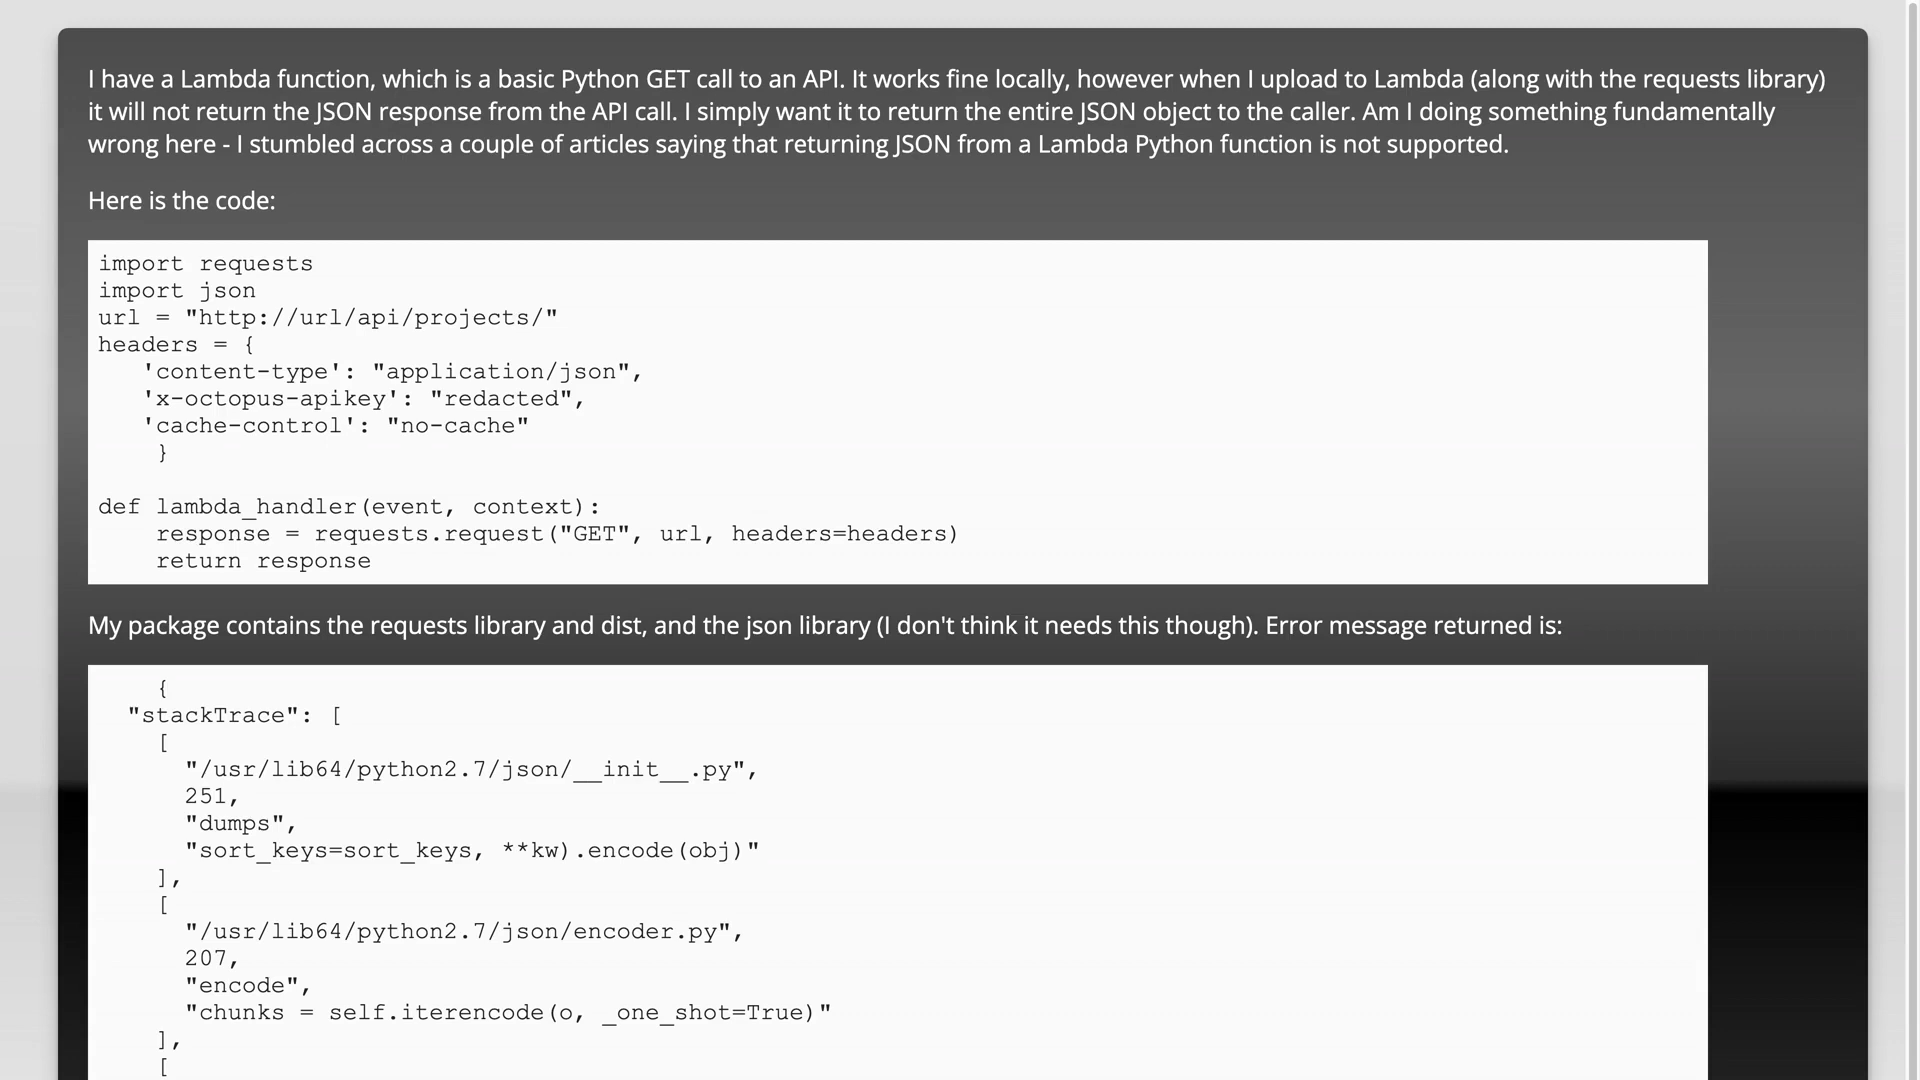 I have a Lambda function, which is a basic Python GET call to an API. It works fine locally, however when I upload to Lambda (along with the requests library)
it will not return the JSON response from the API call. I simply want it to return the entire JSON object to the caller. Am I doing something fundamentally
wrong here - I stumbled across a couple of articles saying that returning JSON from a Lambda Python function is not supported.
Here is the code:
import requests
import json
url = "http://url/api/projects/"
headers = {
'content-type': "application/json",
'x-octopus-apikey': "redacted",
'cache-control': "no-cache"
}
def lambda_handler(event, context):
response = requests.request("GET", url, headers=headers)
return response
My package contains the requests library and dist, and the json library (I don't think it needs this though). Error message returned is:
{
"stackTrace": [
[
"/usr/lib64/python2.7/json/__init__.py",
251,
"dumps",
"sort_keys=sort_keys, **kw).encode(obj)"
],
[
"/usr/lib64/python2.7/json/encoder.py",
207,
"encode",
"chunks = self.iterencode(o, _one_shot=True)"
],
[